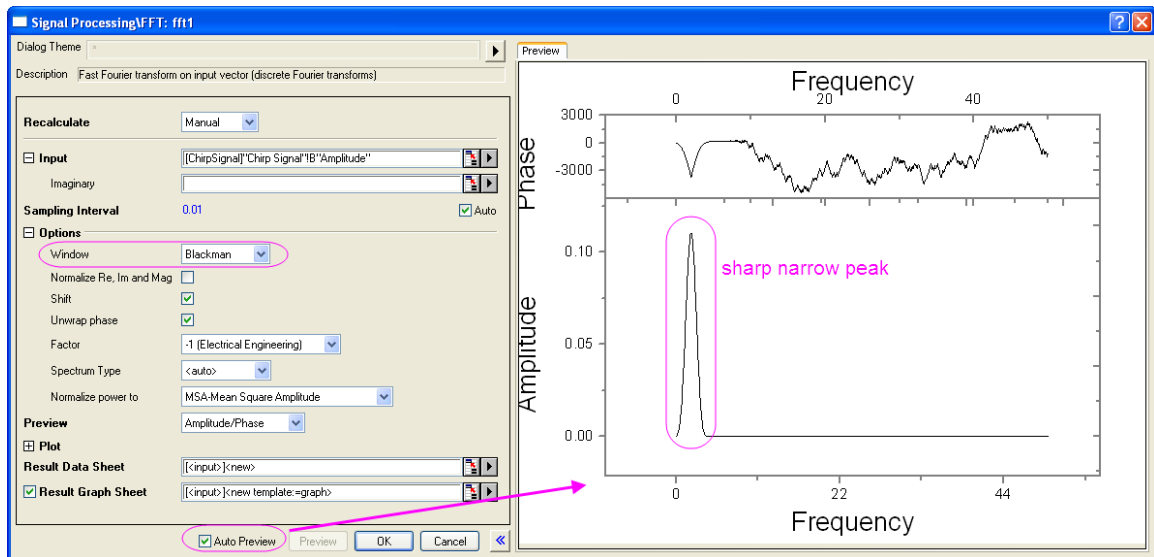 Signal Processing\FFT: fft1
Dialog Theme *
Description Fast Fourier transform on input vector (discrete Fourier transforms)
Recalculate Manual
Input [ChirpSignal]"Chirp Signal"!B"Amplitude"
Imaginary
Sampling Interval 0.01 Auto
Options
Window Blackman
Normalize Re, Im and Mag
Shift
Unwrap phase
Factor -1 (Electrical Engineering)
Spectrum Type <auto>
Normalize power to MSA-Mean Square Amplitude
Preview Amplitude/Phase
Plot
Result Data Sheet [<input>]<new>
Result Graph Sheet [<input>]<new template:=graph>
Auto Preview Preview OK Cancel
Preview
Frequency
0 20 40
3000
0
-3000
Phase
0.10
0.05
0.00
Amplitude
sharp narrow peak
0 22 44
Frequency